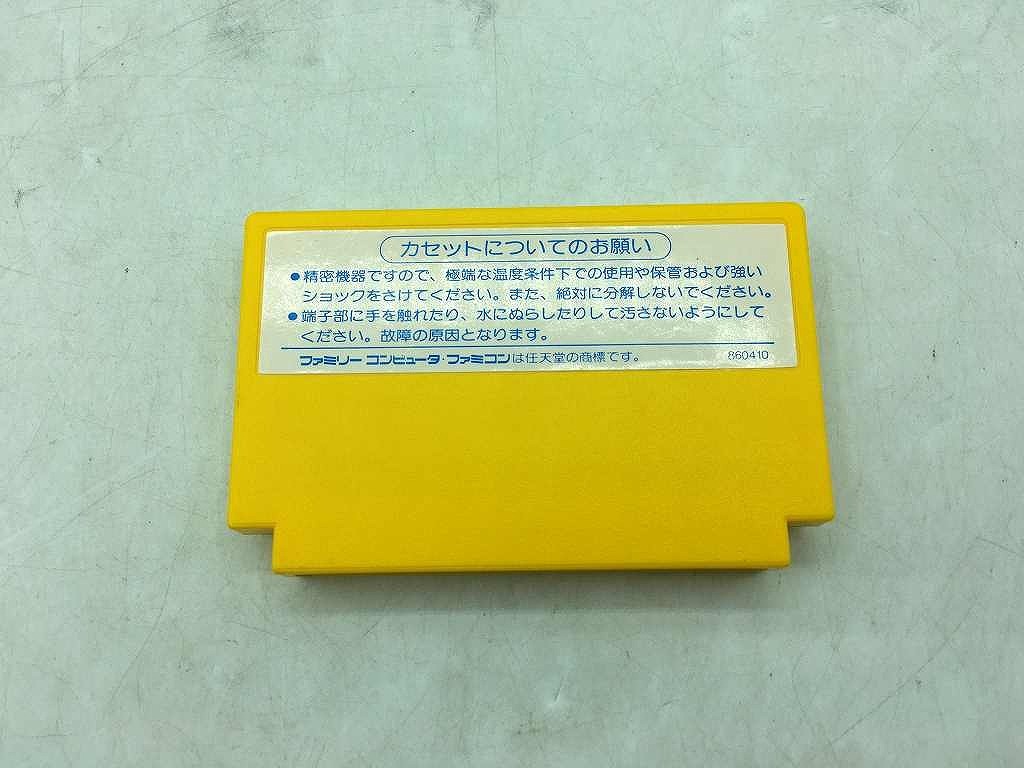 カセットについてのお願い
●精密機器ですので、極端な温度条件下での使用や保管および強い
ショックをさけてください。また、絶対に分解しないでください。
●端子部に手を触れたり、水にぬらしたりして汚さないようにして
ください。故障の原因となります。
ファミリー コンピュータ・ファミコンは任天堂の商標です。 860410